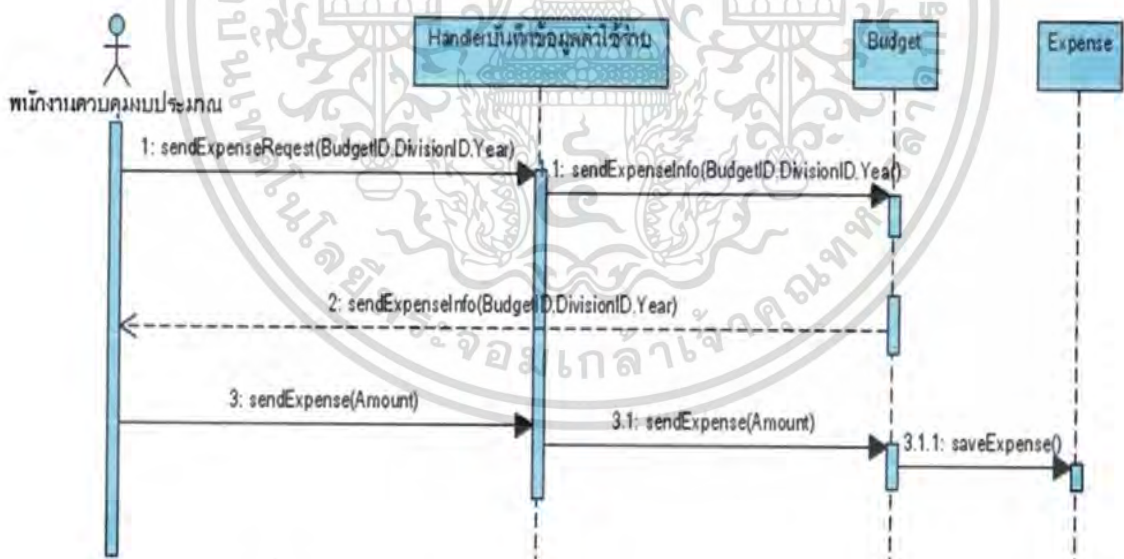 Handlerบันทึกข้อมูลค่าใช้จ่าย
Budget
Expense
พนักงานควบคุมงบประมาณ
1: sendExpenseReqest(BudgetID.DivisionID.Year)
1: sendExpenseInfo(BudgetID.DivisionID.Year)
2: sendExpenseInfo(BudgetID.DivisionID.Year)
3: sendExpense(Amount)
3.1: sendExpense(Amount)
3.1.1: saveExpense()